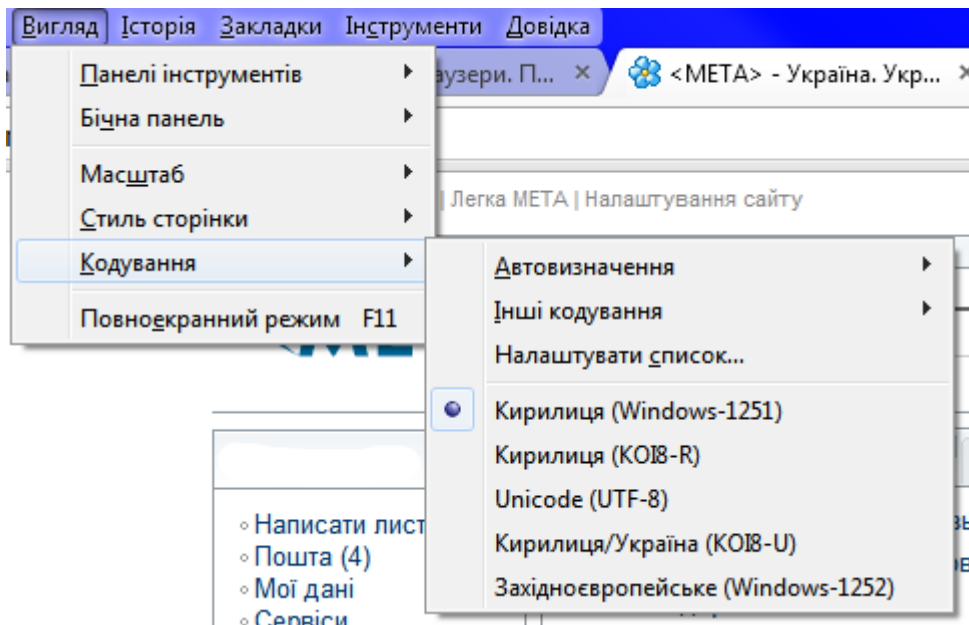 Вигляд Історія Закладки Інструменти Довідка
аузери. П... × <META> - Україна. Укр... ×
Панелі інструментів
Бічна панель
Масштаб
Стиль сторінки
Кодування
Повноекранний режим F11
| Легка МЕТА | Налаштування сайту
Автовизначення
Інші кодування
Налаштувати список...
Кирилиця (Windows-1251)
Кирилиця (KOI8-R)
Unicode (UTF-8)
Кирилиця/Україна (KOI8-U)
Західноєвропейське (Windows-1252)
Написати лист
Пошта (4)
Мої дані
Сервіси